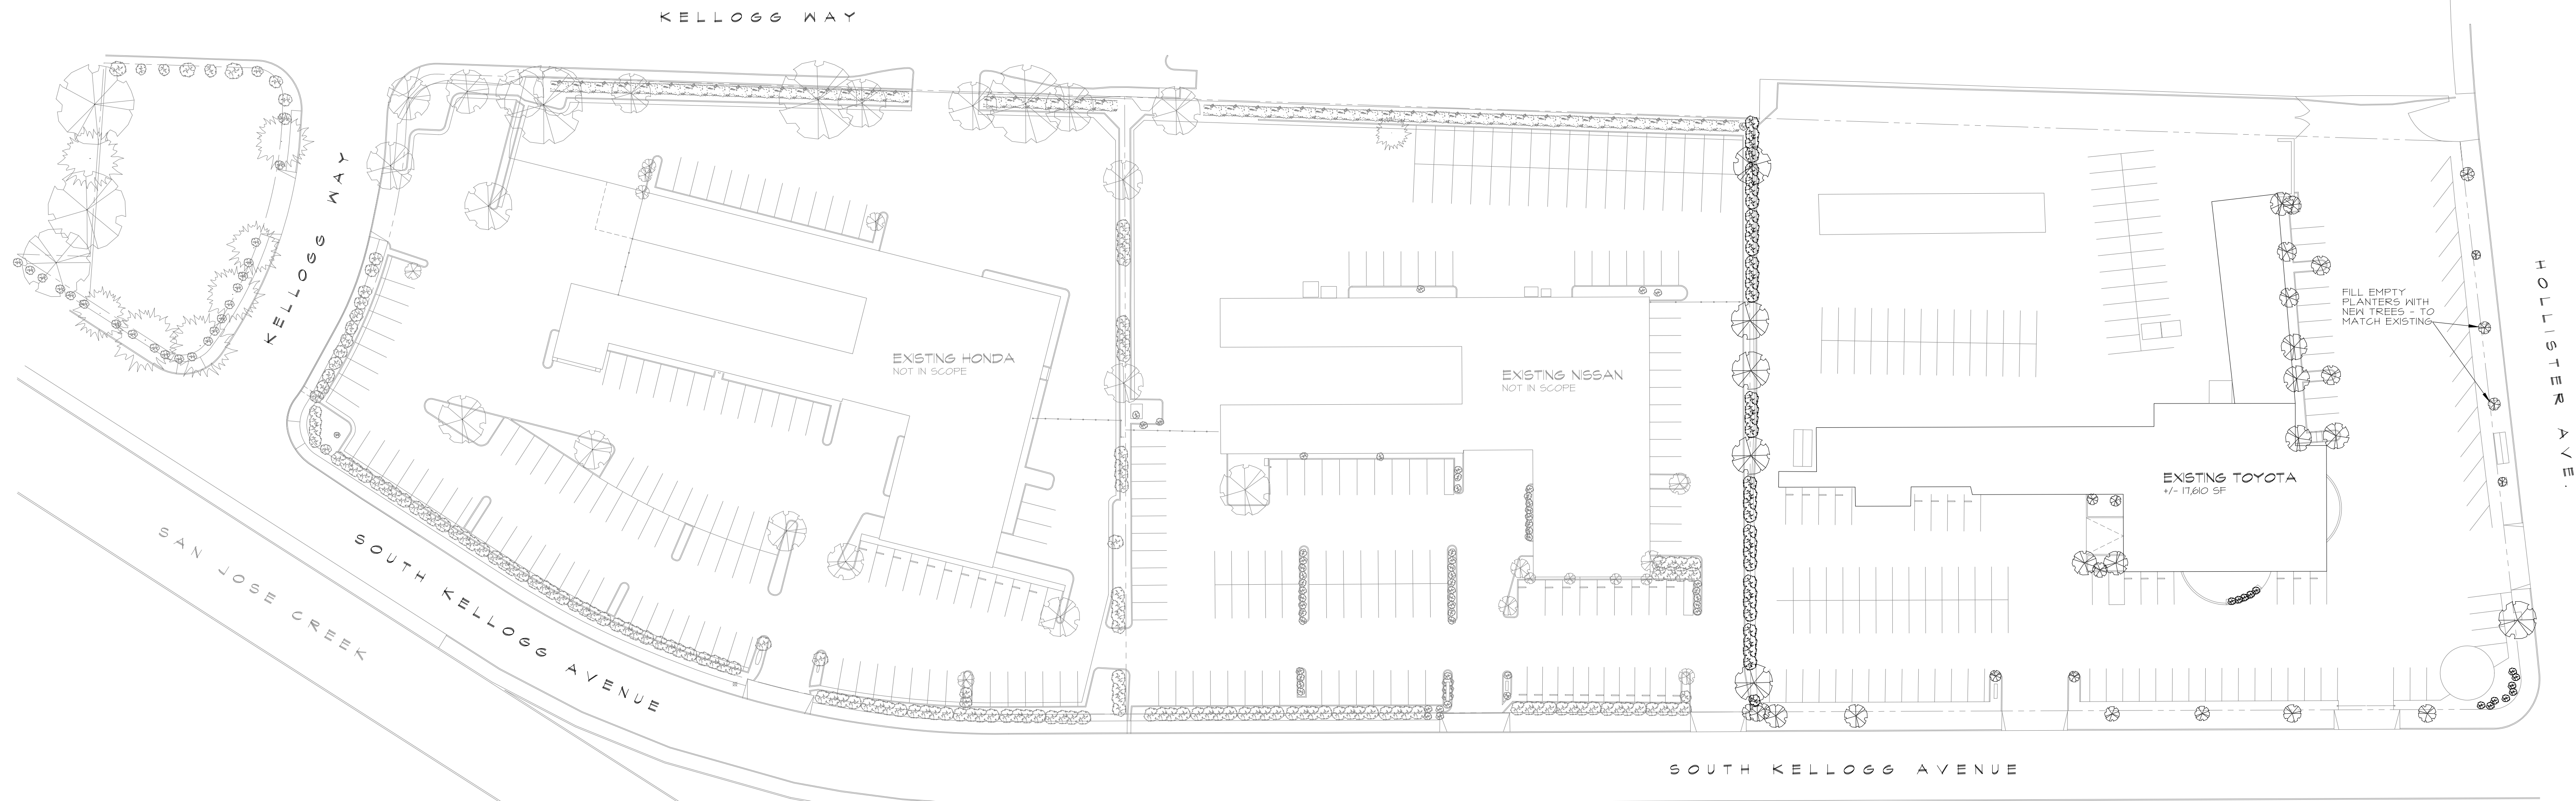 KELLOGG WAY
KELLOGG WAY
HOLLISTER AVE.
FILL EMPTY
PLANTERS WITH
NEW TREES - TO
MATCH EXISTING
EXISTING HONDA
NOT IN SCOPE
EXISTING NISSAN
NOT IN SCOPE
EXISTING TOYOTA
+/- 17,610 SF
SAN JOSE CREEK
SOUTH KELLOGG AVENUE
SOUTH KELLOGG AVENUE